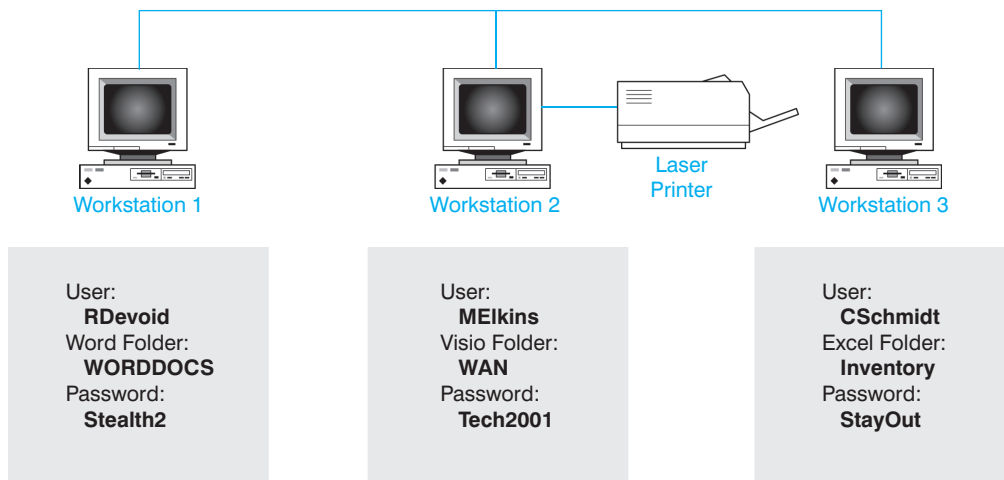 Laser
Printer
Workstation 1
Workstation 2
Workstation 3
User:
RDevoid
Word Folder:
WORDDOCS
Password:
Stealth2
User:
MElkins
Visio Folder:
WAN
Password:
Tech2001
User:
CSchmidt
Excel Folder:
Inventory
Password:
StayOut